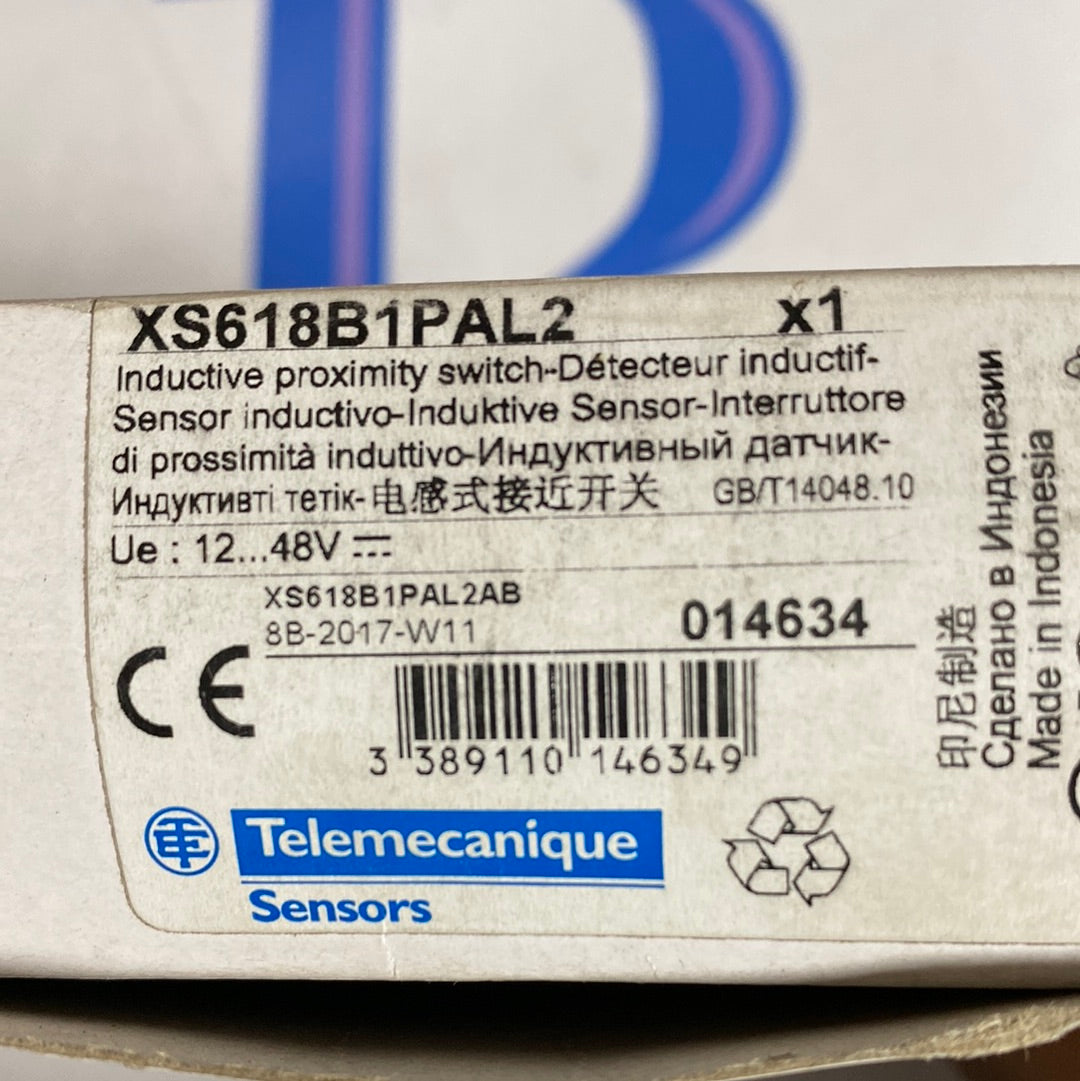 XS618B1PAL2 x1
Inductive proximity switch-Détecteur inductif-
Sensor inductivo-Induktive Sensor-Interruttore
di prossimità induttivo-Индуктивный датчик-
Индуктивті тетік-电感式接近开关 GB/T14048.10
Ue : 12...48V ⎓
XS618B1PAL2AB
8B-2017-W11
014634
CE
3 389110 146349
Telemecanique
Sensors
印尼制造
Сделано в Индонезии
Made in Indonesia